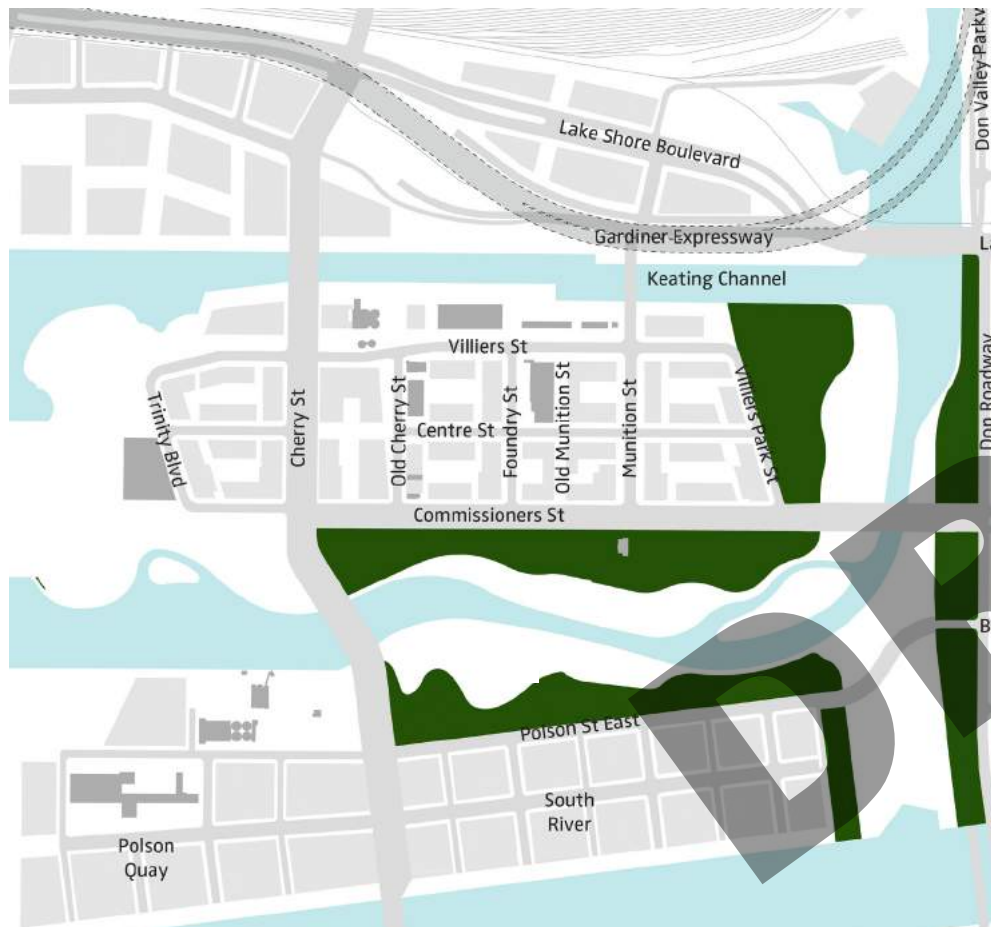 Don Valley Parkw
Lake Shore Boulevard
Gardiner Expressway
La
Keating Channel
Villiers St
Don Roadway
Trinity Blvd
Cherry St
Old Cherry St
Centre St
Foundry St
Old Munition St
Munition St
Villiers Park St
Commissioners St
B
Polson St East
South
River
Polson
Quay
DR